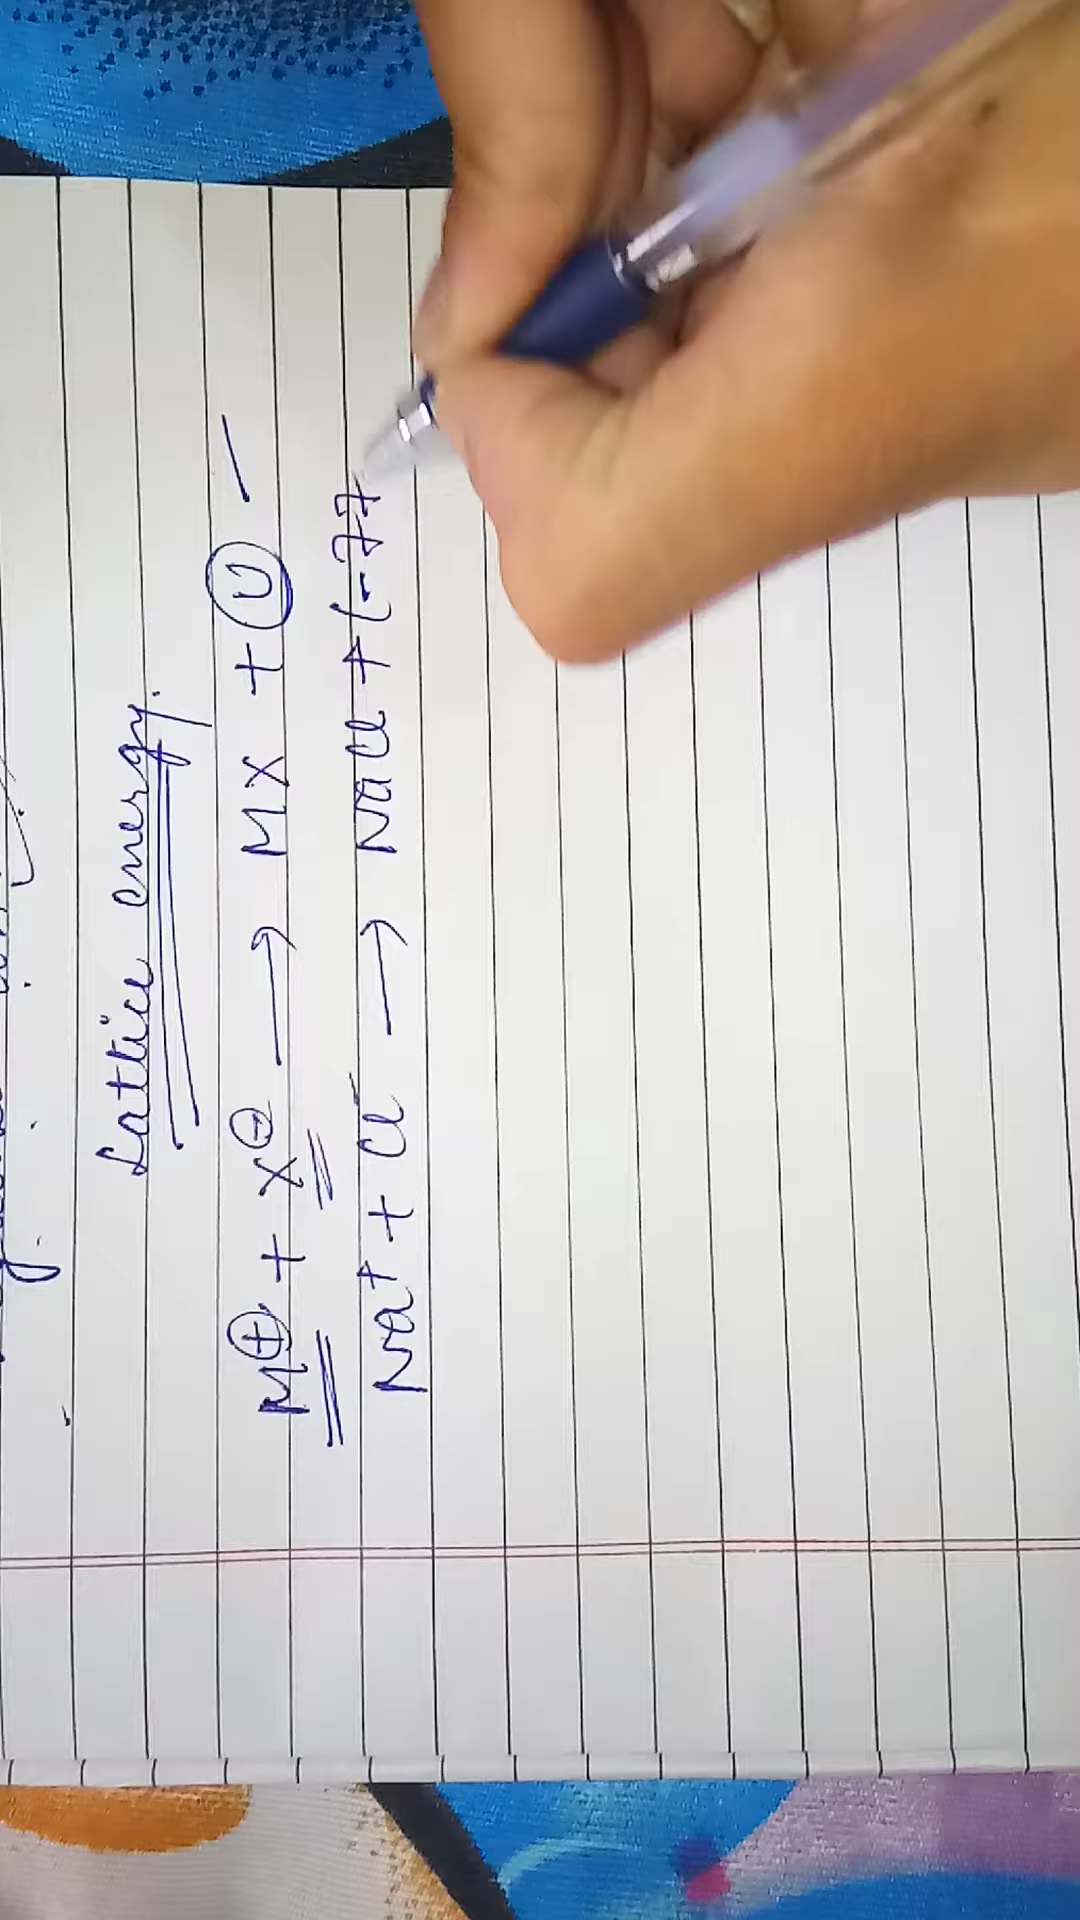 Lattice energy.
M⊕ + X⊖ → MX + U –
Na⁺ + Cl⁻ → NaCl + (-77